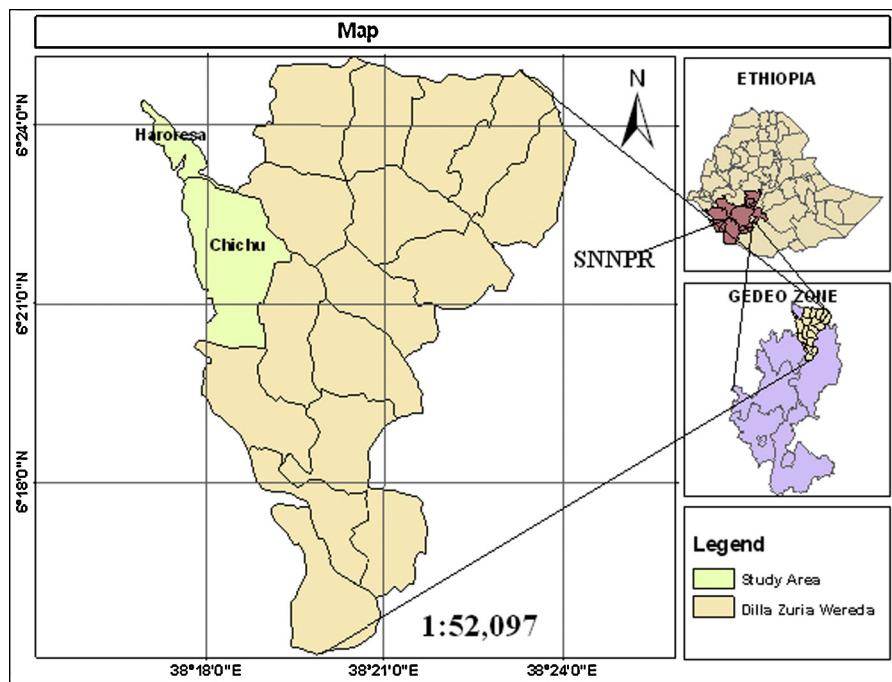 Map
N
ETHIOPIA
6°24'0"N
Haroresa
Chichu
SNNPR
6°21'0"N
GEDEO ZONE
6°18'0"N
Legend
Study Area
Dilla Zuria Wereda
1:52,097
38°18'0"E
38°21'0"E
38°24'0"E